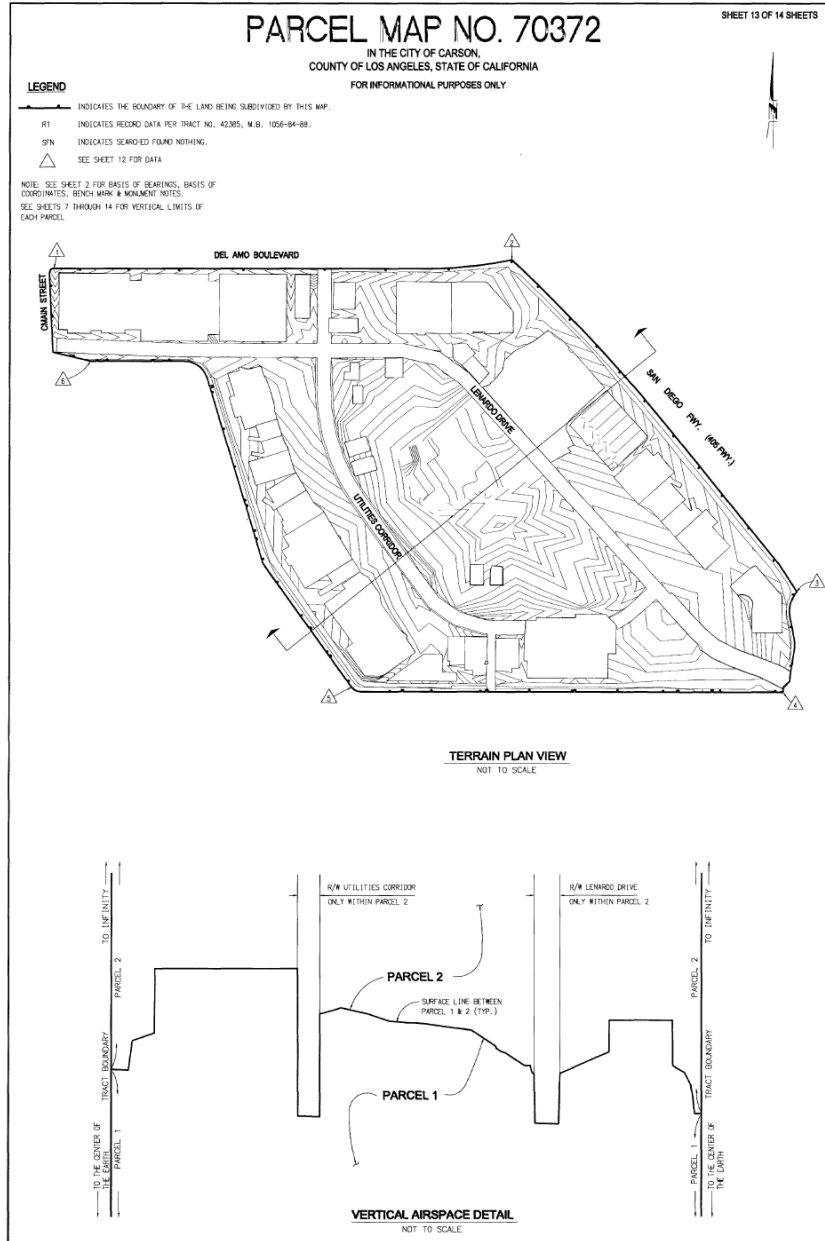 SHEET 13 OF 14 SHEETS
PARCEL MAP NO. 70372
IN THE CITY OF CARSON,
COUNTY OF LOS ANGELES, STATE OF CALIFORNIA
FOR INFORMATIONAL PURPOSES ONLY
N
LEGEND
INDICATES THE BOUNDARY OF THE LAND BEING SUBDIVIDED BY THIS MAP.
R1 INDICATES RECORD DATA PER TRACT NO. 42385, M.B. 1056-84-88.
SFN INDICATES SEARCHED FOUND NOTHING.
SEE SHEET 12 FOR DATA
NOTE: SEE SHEET 2 FOR BASIS OF BEARINGS, BASIS OF
COORDINATES, BENCH MARK & MONUMENT NOTES.
SEE SHEETS 7 THROUGH 14 FOR VERTICAL LIMITS OF
EACH PARCEL
1
DEL AMO BOULEVARD
2
CMAIN STREET
6
SAN DIEGO FWY. (405 FWY.)
LENARDO DRIVE
UTILITIES CORRIDOR
3
5
4
TERRAIN PLAN VIEW
NOT TO SCALE
TO INFINITY
PARCEL 2
TRACT BOUNDARY
PARCEL 1
TO THE CENTER OF
THE EARTH
R/W UTILITIES CORRIDOR
ONLY WITHIN PARCEL 2
R/W LENARDO DRIVE
ONLY WITHIN PARCEL 2
PARCEL 2
SURFACE LINE BETWEEN
PARCEL 1 & 2 (TYP.)
PARCEL 1
TO INFINITY
PARCEL 2
TRACT BOUNDARY
PARCEL 1
TO THE CENTER OF
THE EARTH
VERTICAL AIRSPACE DETAIL
NOT TO SCALE